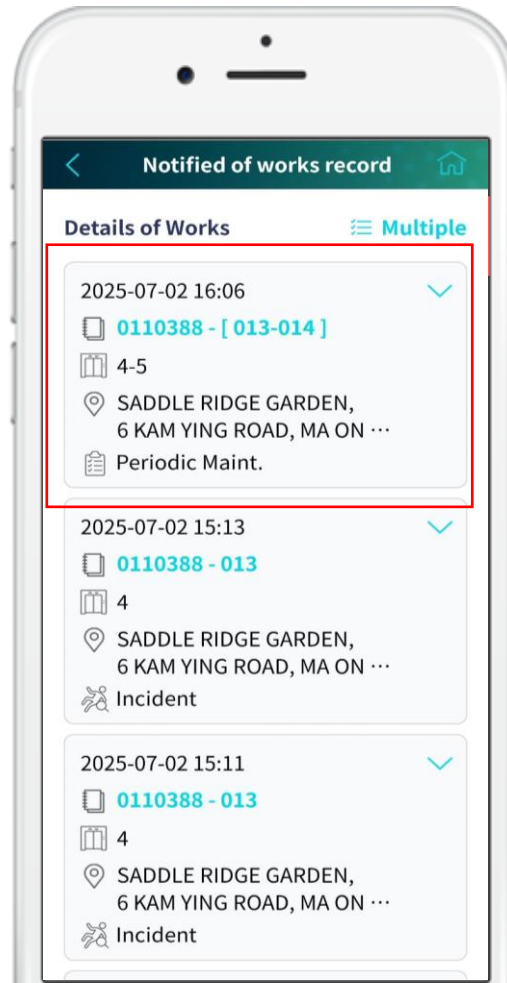 Notified of works record
Details of Works
Multiple
2025-07-02 16:06
0110388 - [ 013-014 ]
4-5
SADDLE RIDGE GARDEN,
6 KAM YING ROAD, MA ON ⋯
Periodic Maint.
2025-07-02 15:13
0110388 - 013
4
SADDLE RIDGE GARDEN,
6 KAM YING ROAD, MA ON ⋯
Incident
2025-07-02 15:11
0110388 - 013
4
SADDLE RIDGE GARDEN,
6 KAM YING ROAD, MA ON ⋯
Incident